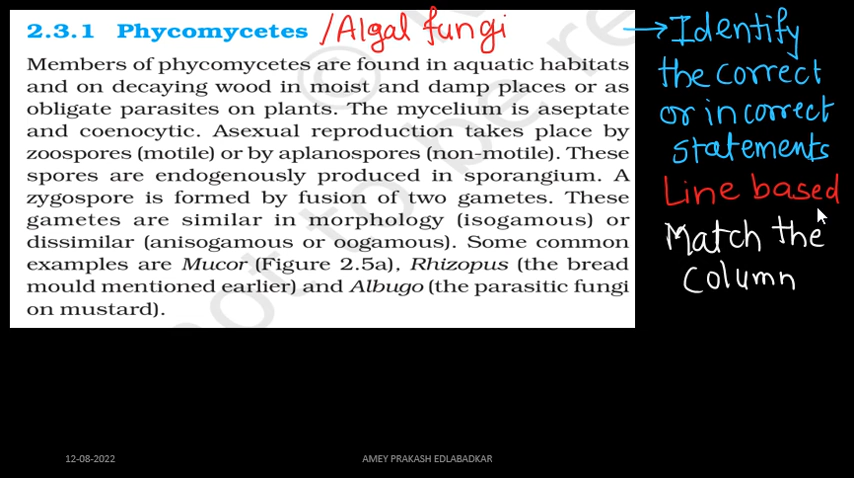 2.3.1 Phycomycetes /Algal fungi
Members of phycomycetes are found in aquatic habitats
and on decaying wood in moist and damp places or as
obligate parasites on plants. The mycelium is aseptate
and coenocytic. Asexual reproduction takes place by
zoospores (motile) or by aplanospores (non-motile). These
spores are endogenously produced in sporangium. A
zygospore is formed by fusion of two gametes. These
gametes are similar in morphology (isogamous) or
dissimilar (anisogamous or oogamous). Some common
examples are Mucor (Figure 2.5a), Rhizopus (the bread
mould mentioned earlier) and Albugo (the parasitic fungi
on mustard).
→ Identify
the correct
or incorrect
statements
Line based
Match the
column
© not to be re
12-08-2022
AMEY PRAKASH EDLABADKAR